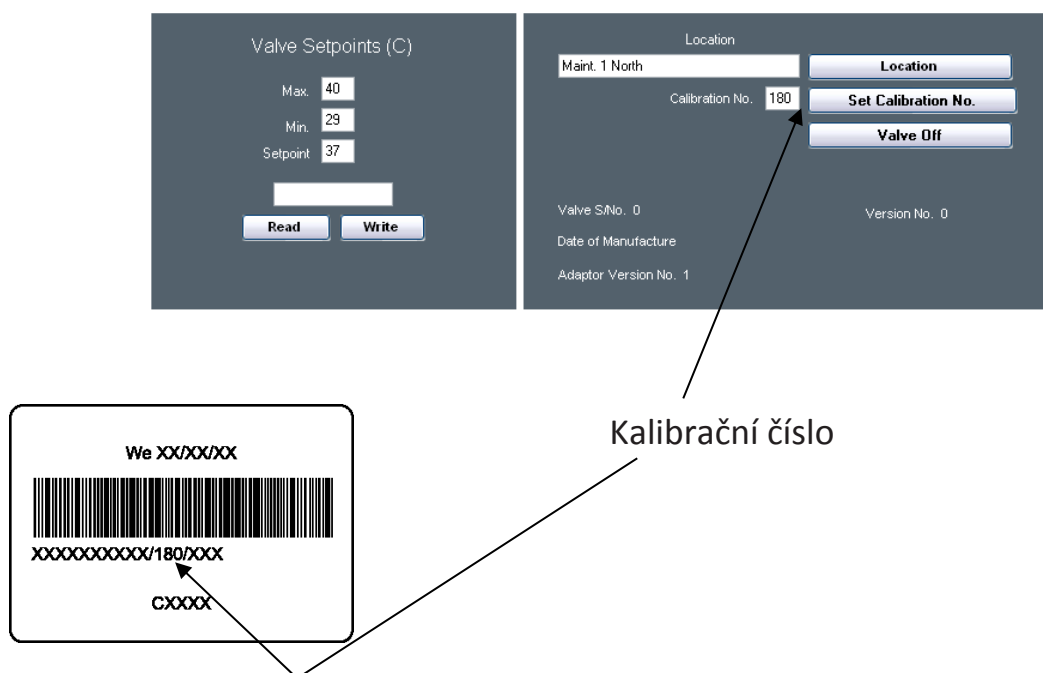 Valve Setpoints (C)
Max. 40
Min. 29
Setpoint 37
Read Write
Location
Maint. 1 North Location
Calibration No. 180 Set Calibration No.
Valve Off
Valve S/No. 0 Version No. 0
Date of Manufacture
Adaptor Version No. 1
Kalibrační číslo
We XX/XX/XX
XXXXXXXXXX/180/XXX
CXXXX